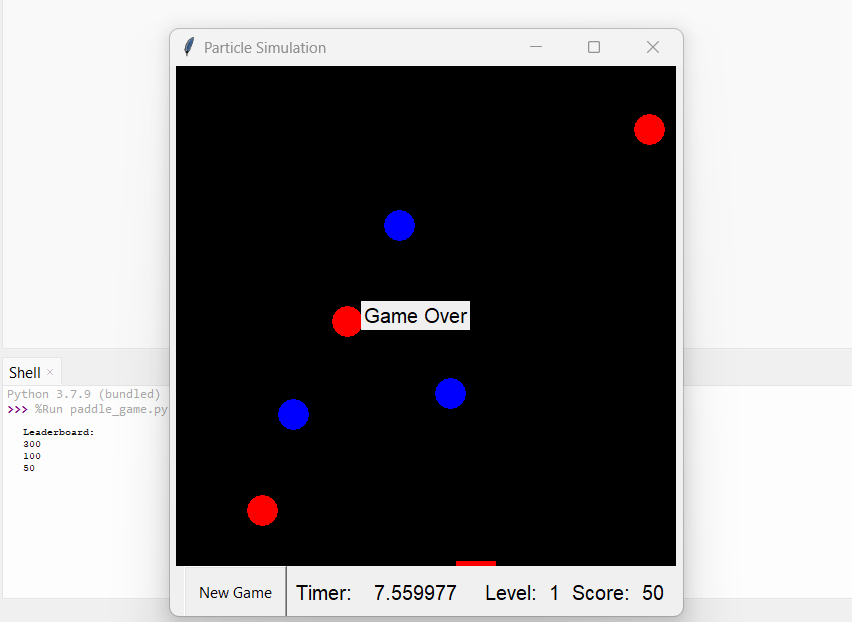 Particle Simulation
Game Over
Shell
Python 3.7.9 (bundled)
>>> %Run paddle_game.py
Leaderboard:
300
100
50
New Game Timer: 7.559977 Level: 1 Score: 50